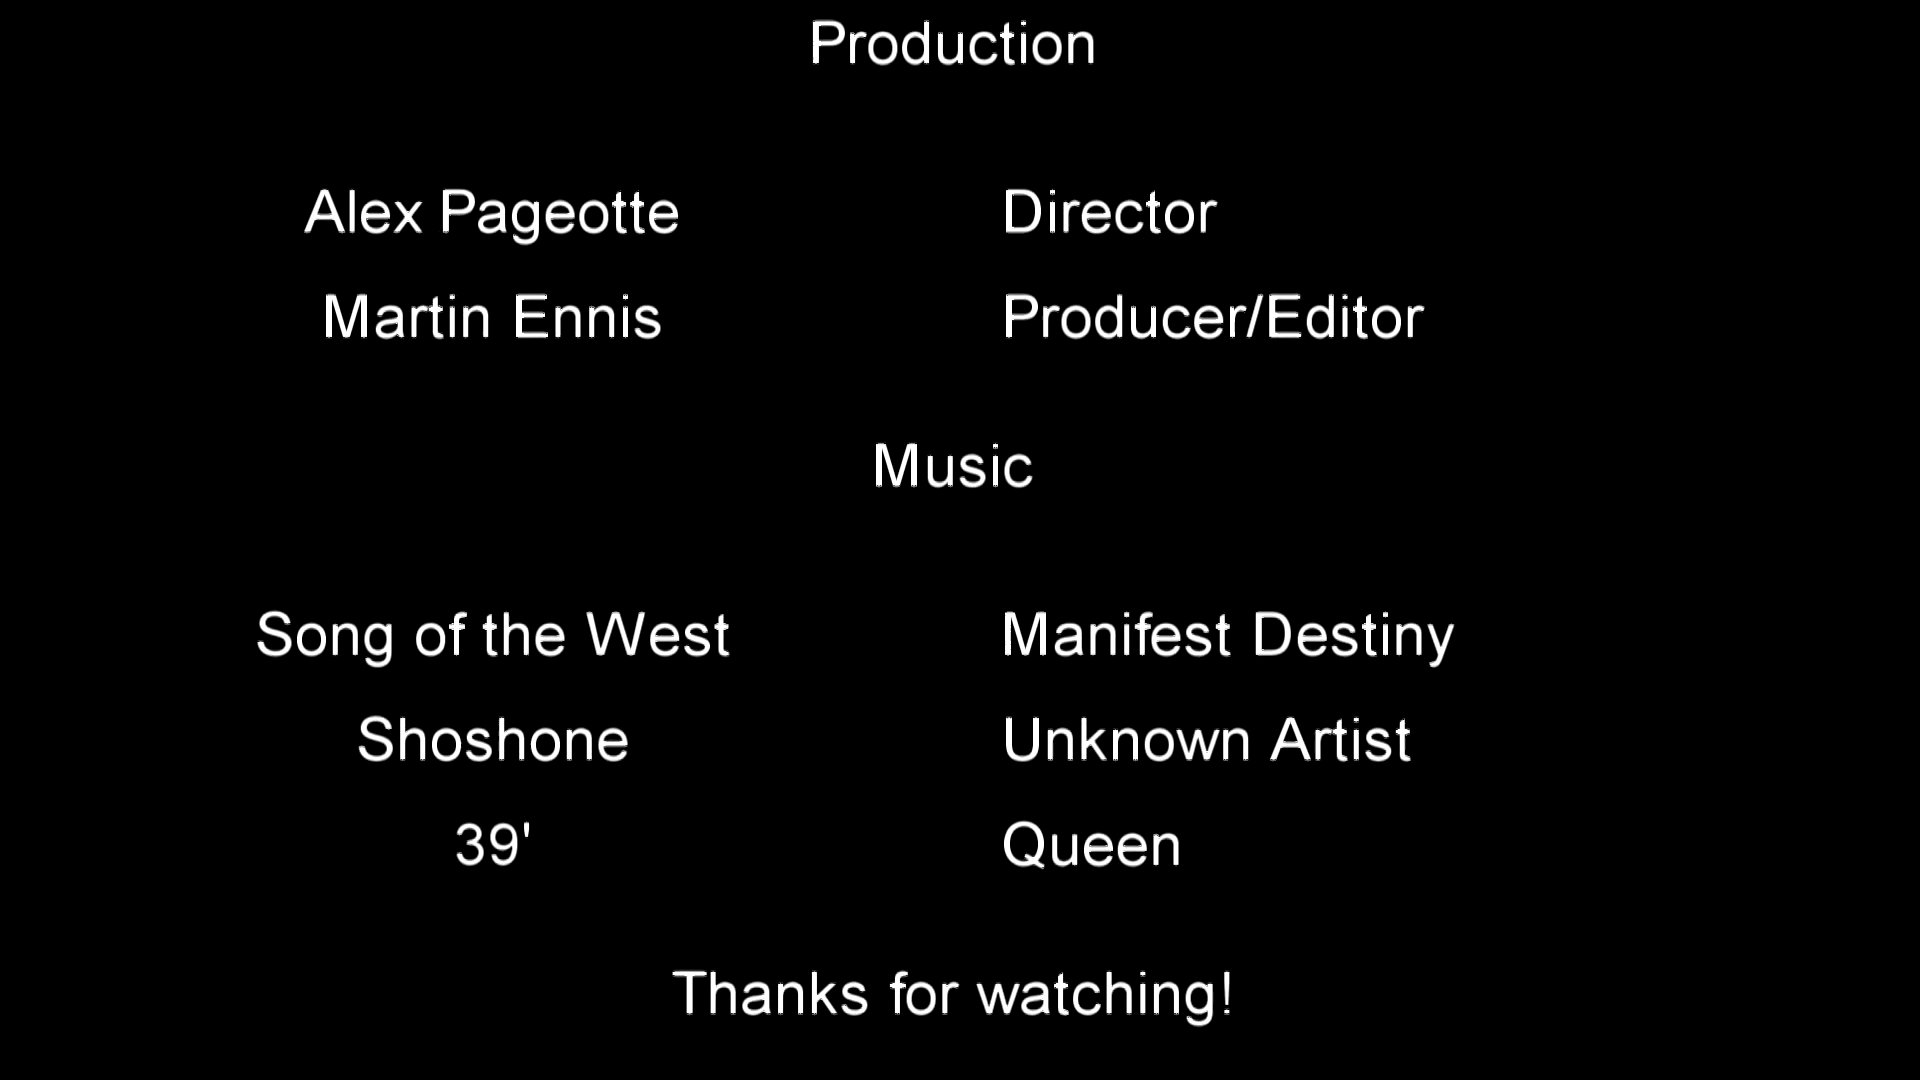 Production
Alex Pageotte Director
Martin Ennis Producer/Editor
Music
Song of the West Manifest Destiny
Shoshone Unknown Artist
39' Queen
Thanks for watching!